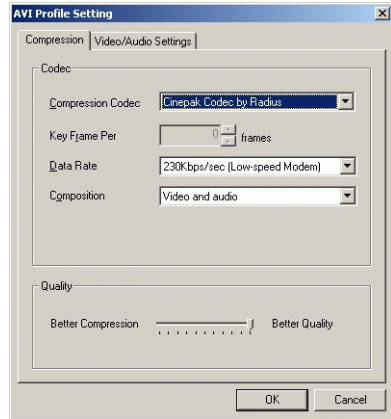 AVI Profile Setting
Compression Video/Audio Settings
Codec
Compression Codec Cinepak Codec by Radius
Key Frame Per 0 frames
Data Rate 230Kbps/sec (Low-speed Modem)
Composition Video and audio
Quality
Better Compression Better Quality
OK Cancel